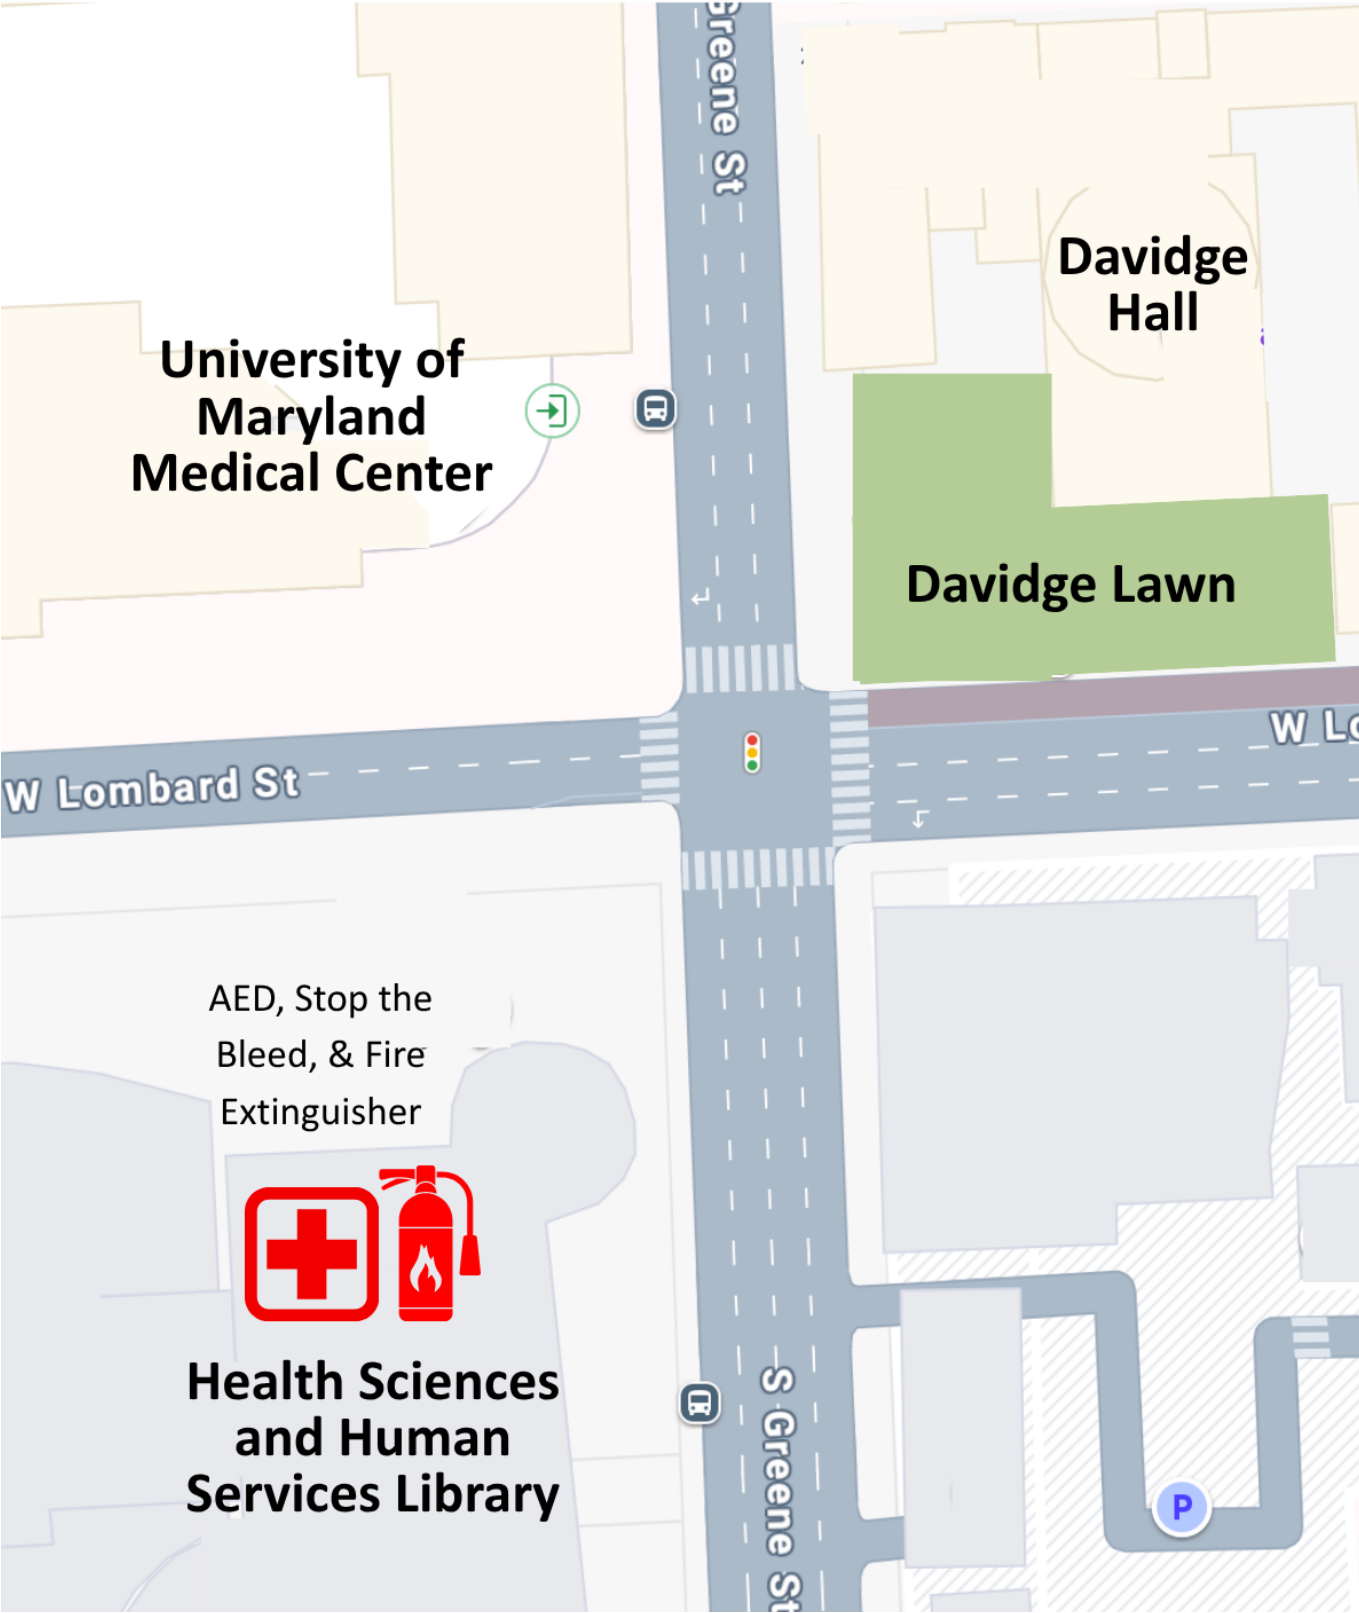 Greene St
Davidge
Hall
University of
Maryland
Medical Center
Davidge Lawn
W Lo
W Lombard St
AED, Stop the
Bleed, & Fire
Extinguisher
Health Sciences
and Human
Services Library
S Greene St
P